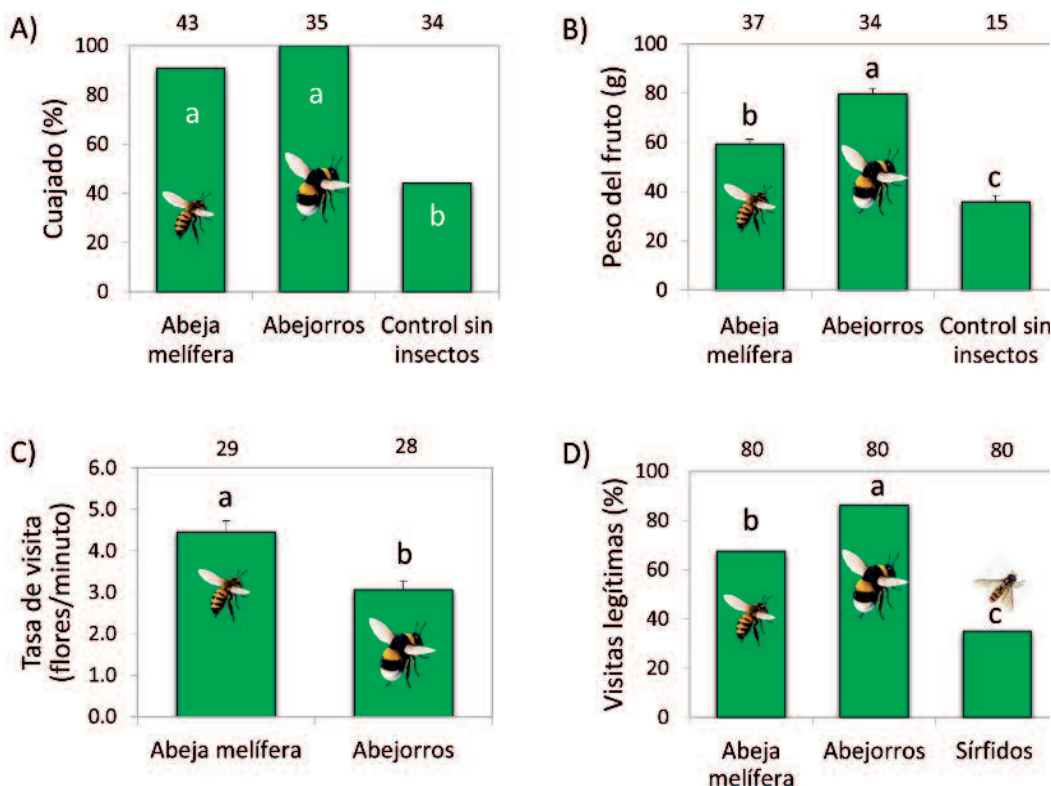 A)
43 35 34
Cuajado (%)
100
80
60
40
20
0
a
a
b
Abeja melífera
Abejorros
Control sin insectos
B)
37 34 15
Peso del fruto (g)
100
80
60
40
20
0
b
a
c
Abeja melífera
Abejorros
Control sin insectos
C)
29 28
Tasa de visita
(flores/minuto)
6.0
5.0
4.0
3.0
2.0
1.0
0.0
a
b
Abeja melífera
Abejorros
D)
80 80 80
Visitas legítimas (%)
100
80
60
40
20
0
b
a
c
Abeja melífera
Abejorros
Sírfidos